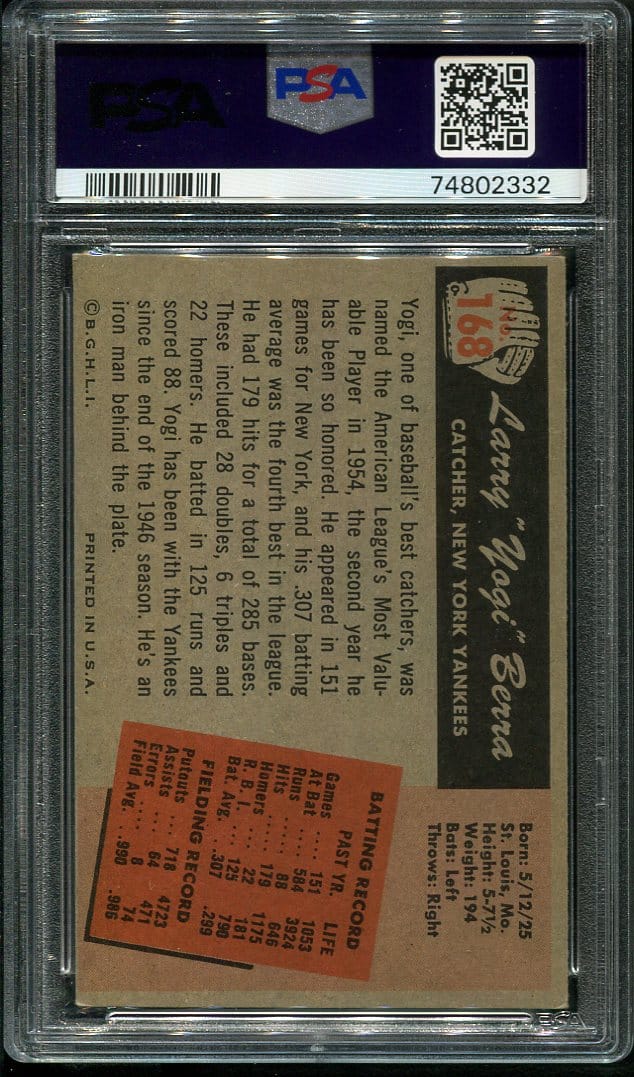 PSA
PSA
74802332
NO.
168
Larry "Yogi" Berra
CATCHER, NEW YORK YANKEES
Born: 5/12/25
St. Louis, Mo.
Height: 5-7½
Weight: 194
Bats: Left
Throws: Right
Yogi, one of baseball's best catchers, was
named the American League's Most Valu-
able Player in 1954, the second year he
has been so honored. He appeared in 151
games for New York, and his .307 batting
average was the fourth best in the league.
He had 179 hits for a total of 285 bases.
These included 28 doubles, 6 triples and
22 homers. He batted in 125 runs and
scored 88. Yogi has been with the Yankees
since the end of the 1946 season. He's an
iron man behind the plate.
©B.G.H.L.I. PRINTED IN U.S.A.
BATTING RECORD
PAST YR. LIFE
Games .... 151 1053
At Bat .... 584 3924
Runs ..... 88 646
Hits ..... 179 1175
Homers .... 22 181
R. B. I. .... 125 790
Bat. Avg. ... .307 .299
FIELDING RECORD
Putouts ... 718 4723
Assists .... 64 471
Errors .... 8 74
Field Avg. .. .990 .986
PSA